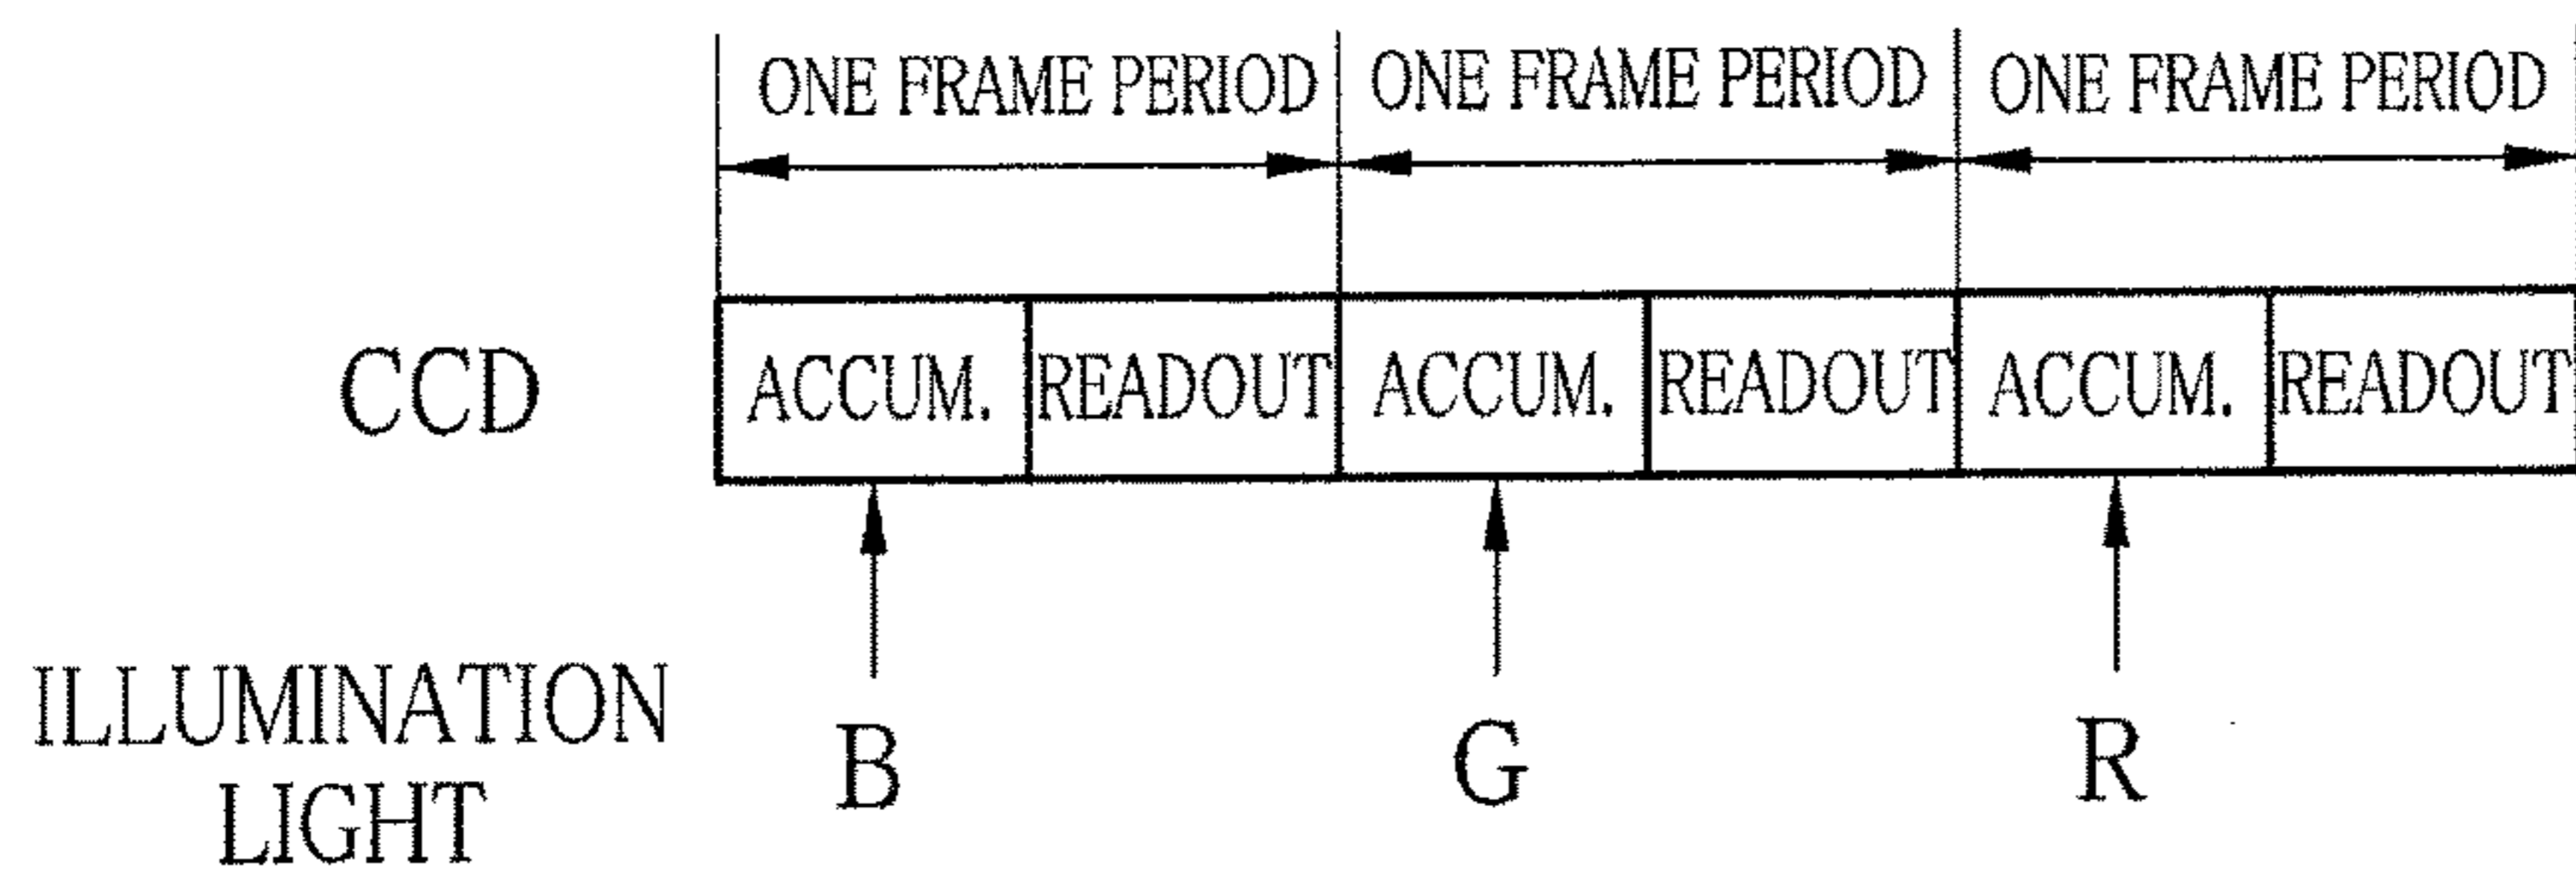 ONE FRAME PERIOD ONE FRAME PERIOD ONE FRAME PERIOD
CCD ACCUM. READOUT ACCUM. READOUT ACCUM. READOUT
ILLUMINATION
LIGHT
B G R